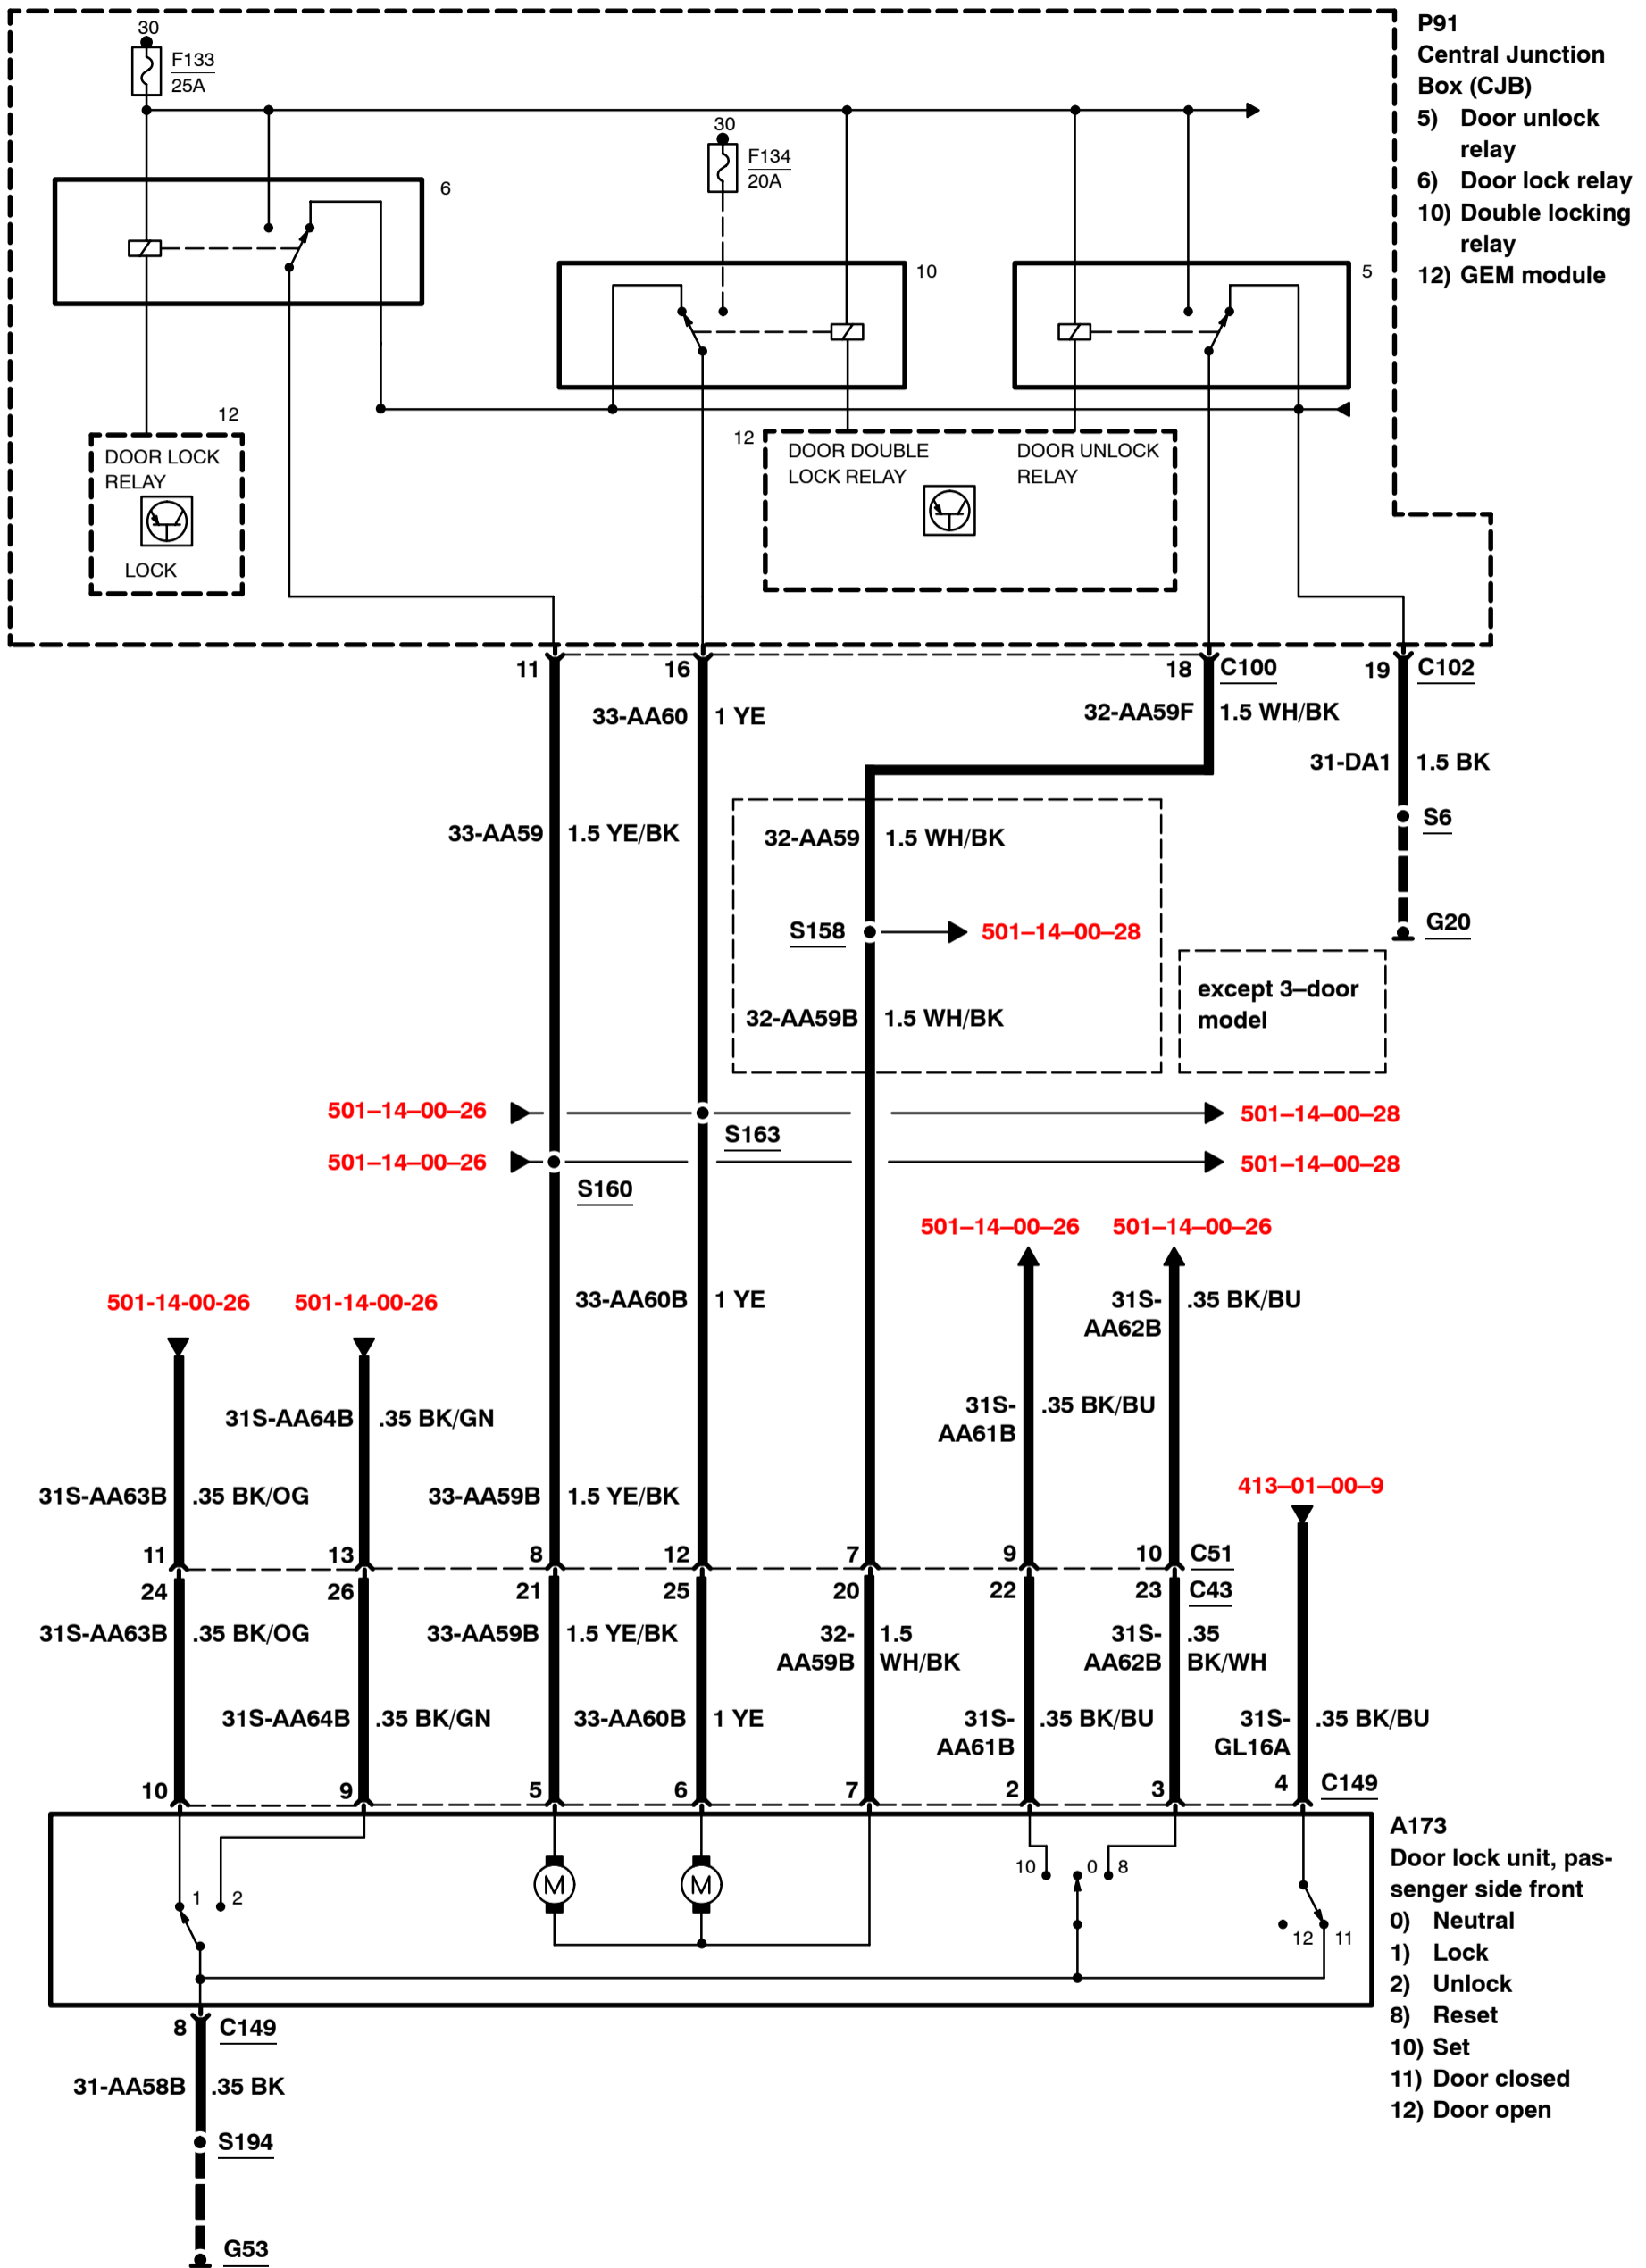 30
F133
25A
P91
Central Junction
Box (CJB)
5) Door unlock
relay
6) Door lock relay
10) Double locking
relay
12) GEM module
30
F134
20A
6
10
5
12
DOOR LOCK
RELAY
LOCK
12
DOOR DOUBLE
LOCK RELAY
DOOR UNLOCK
RELAY
11
16
18
C100
19
C102
33-AA60
1 YE
32-AA59F
1.5 WH/BK
31-DA1
1.5 BK
33-AA59
1.5 YE/BK
32-AA59
1.5 WH/BK
S6
S158
501–14–00–28
G20
except 3–door
model
32-AA59B
1.5 WH/BK
501–14–00–26
501–14–00–28
S163
501–14–00–26
501–14–00–28
S160
501–14–00–26
501–14–00–26
501-14-00-26
501-14-00-26
33-AA60B
1 YE
31S-
AA62B
.35 BK/BU
31S-AA64B
.35 BK/GN
31S-
AA61B
.35 BK/BU
31S-AA63B
.35 BK/OG
33-AA59B
1.5 YE/BK
413–01–00–9
11
13
8
12
7
9
10
C51
24
26
21
25
20
22
23
C43
31S-AA63B
.35 BK/OG
33-AA59B
1.5 YE/BK
32-
AA59B
1.5
WH/BK
31S-
AA62B
.35
BK/WH
31S-AA64B
.35 BK/GN
33-AA60B
1 YE
31S-
AA61B
.35 BK/BU
31S-
GL16A
.35 BK/BU
10
9
5
6
7
2
3
4
C149
1
2
M
M
10
0
8
12
11
A173
Door lock unit, pas-
senger side front
0) Neutral
1) Lock
2) Unlock
8) Reset
10) Set
11) Door closed
12) Door open
8
C149
31-AA58B
.35 BK
S194
G53